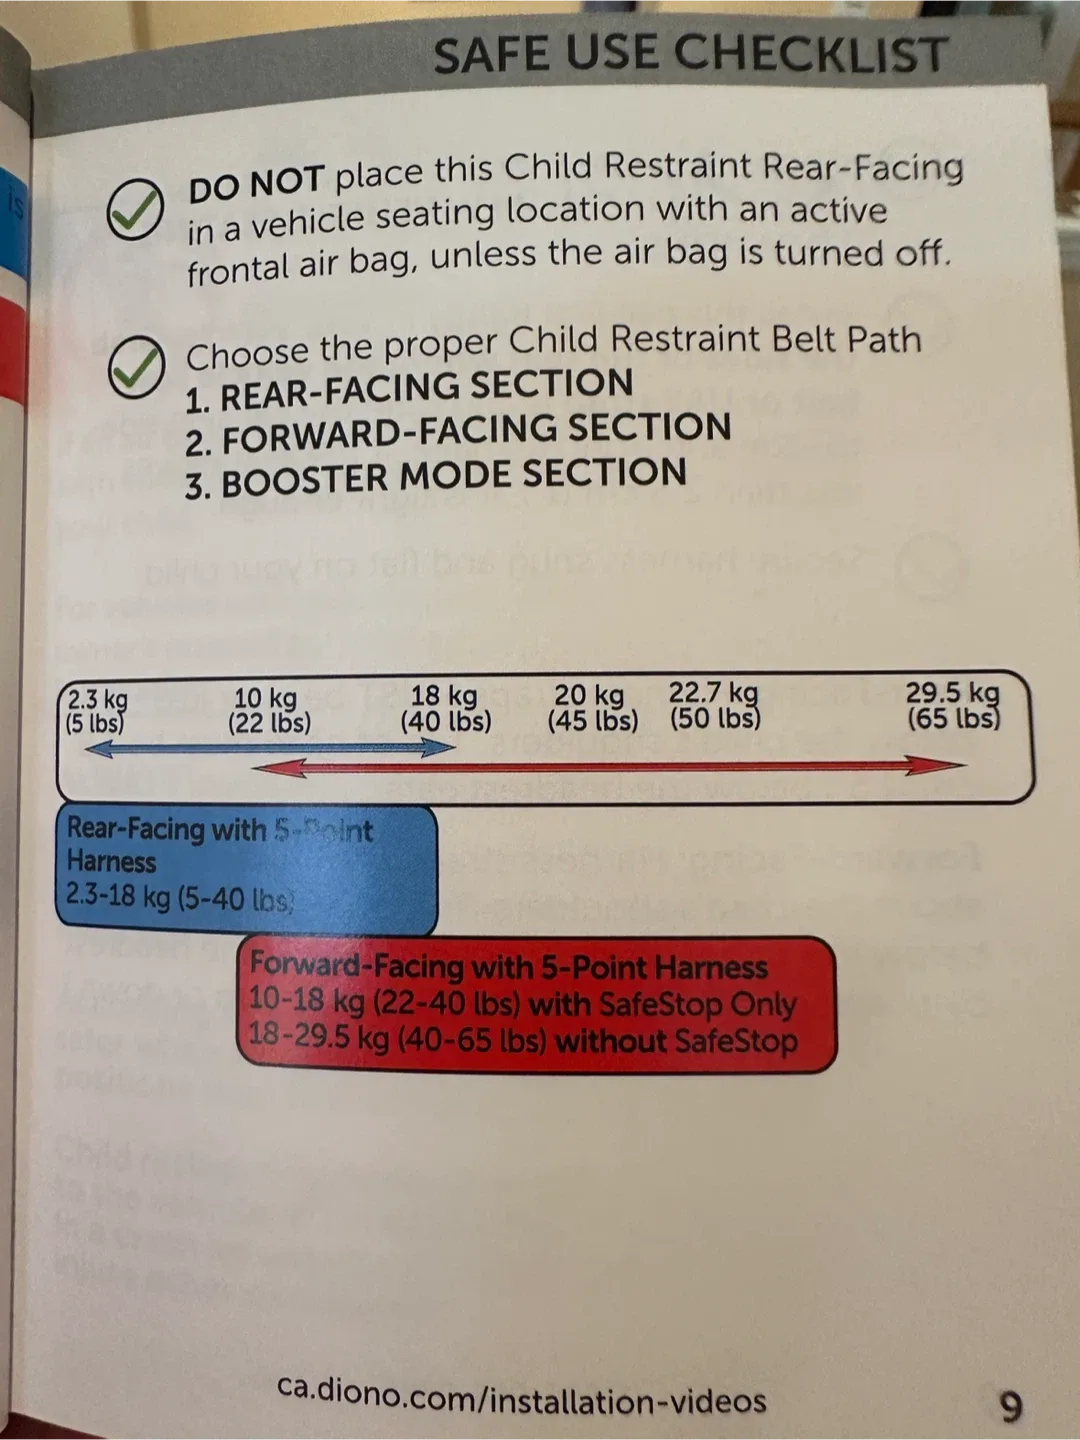 SAFE USE CHECKLIST
is
DO NOT place this Child Restraint Rear-Facing
in a vehicle seating location with an active
frontal air bag, unless the air bag is turned off.
Choose the proper Child Restraint Belt Path
1. REAR-FACING SECTION
2. FORWARD-FACING SECTION
3. BOOSTER MODE SECTION
2.3 kg 10 kg 18 kg 20 kg 22.7 kg 29.5 kg
(5 lbs) (22 lbs) (40 lbs) (45 lbs) (50 lbs) (65 lbs)
Rear-Facing with 5-Point
Harness
2.3-18 kg (5-40 lbs)
Forward-Facing with 5-Point Harness
10-18 kg (22-40 lbs) with SafeStop Only
18-29.5 kg (40-65 lbs) without SafeStop
ca.diono.com/installation-videos
9